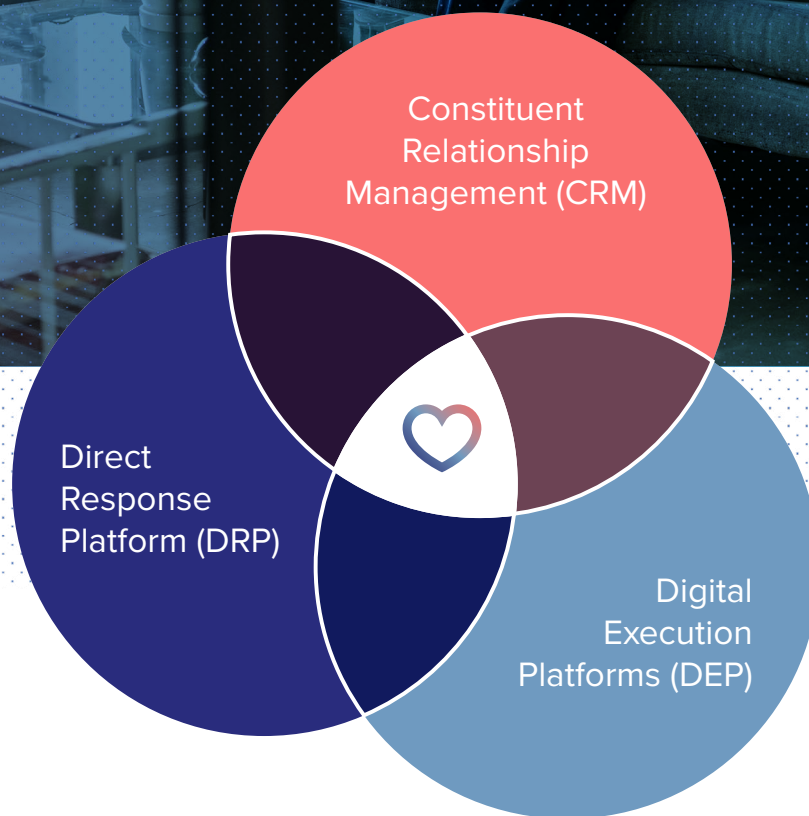 Constituent
Relationship
Management (CRM)
Direct
Response
Platform (DRP)
Digital
Execution
Platforms (DEP)